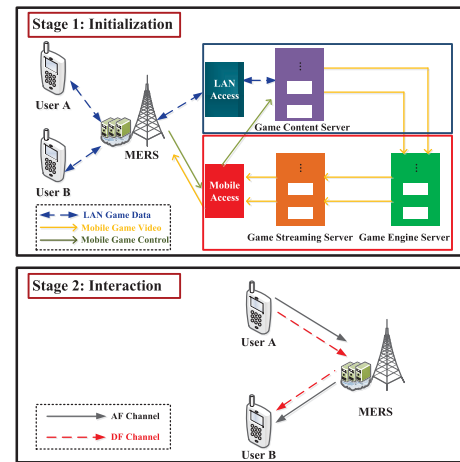 Stage 1: Initialization
User A
User B
MERS
LAN
Access
...
Game Content Server
Mobile
Access
...
Game Streaming Server
...
Game Engine Server
LAN Game Data
Mobile Game Video
Mobile Game Control
Stage 2: Interaction
User A
MERS
User B
AF Channel
DF Channel